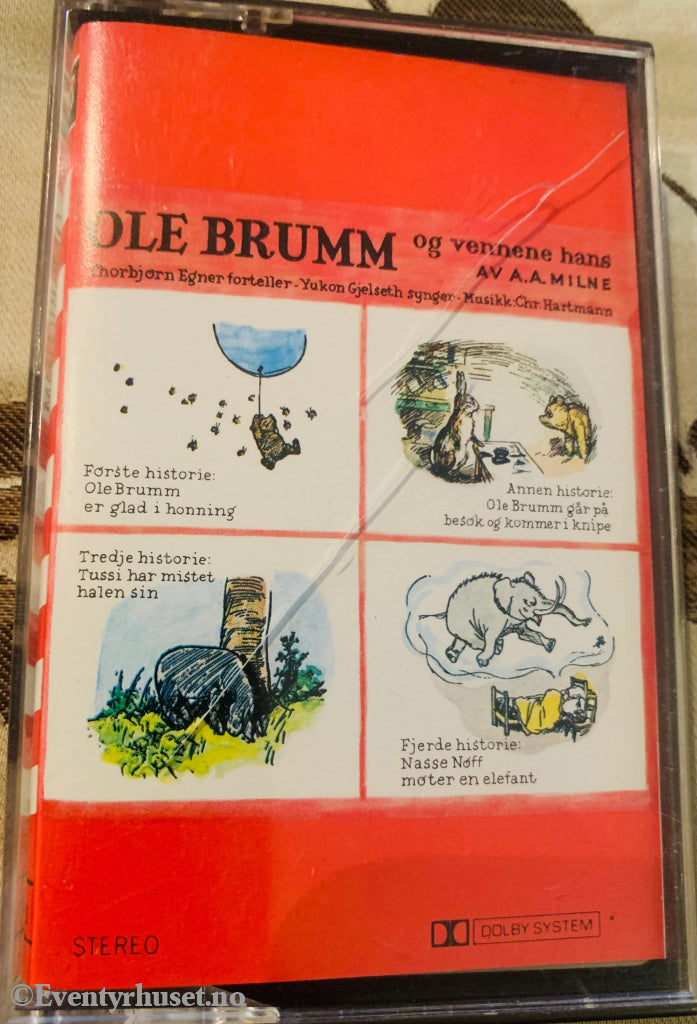 OLE BRUMM og vennene hans
AV A.A. MILNE
Thorbjørn Egner forteller - Yukon Gjelseth synger - Musikk: Chr. Hartmann
Første historie:
Ole Brumm
er glad i honning
Annen historie:
Ole Brumm går på
besøk og kommer i knipe
Tredje historie:
Tussi har mistet
halen sin
Fjerde historie:
Nasse Nøff
møter en elefant
STEREO
DOLBY SYSTEM
©Eventyrhuset.no